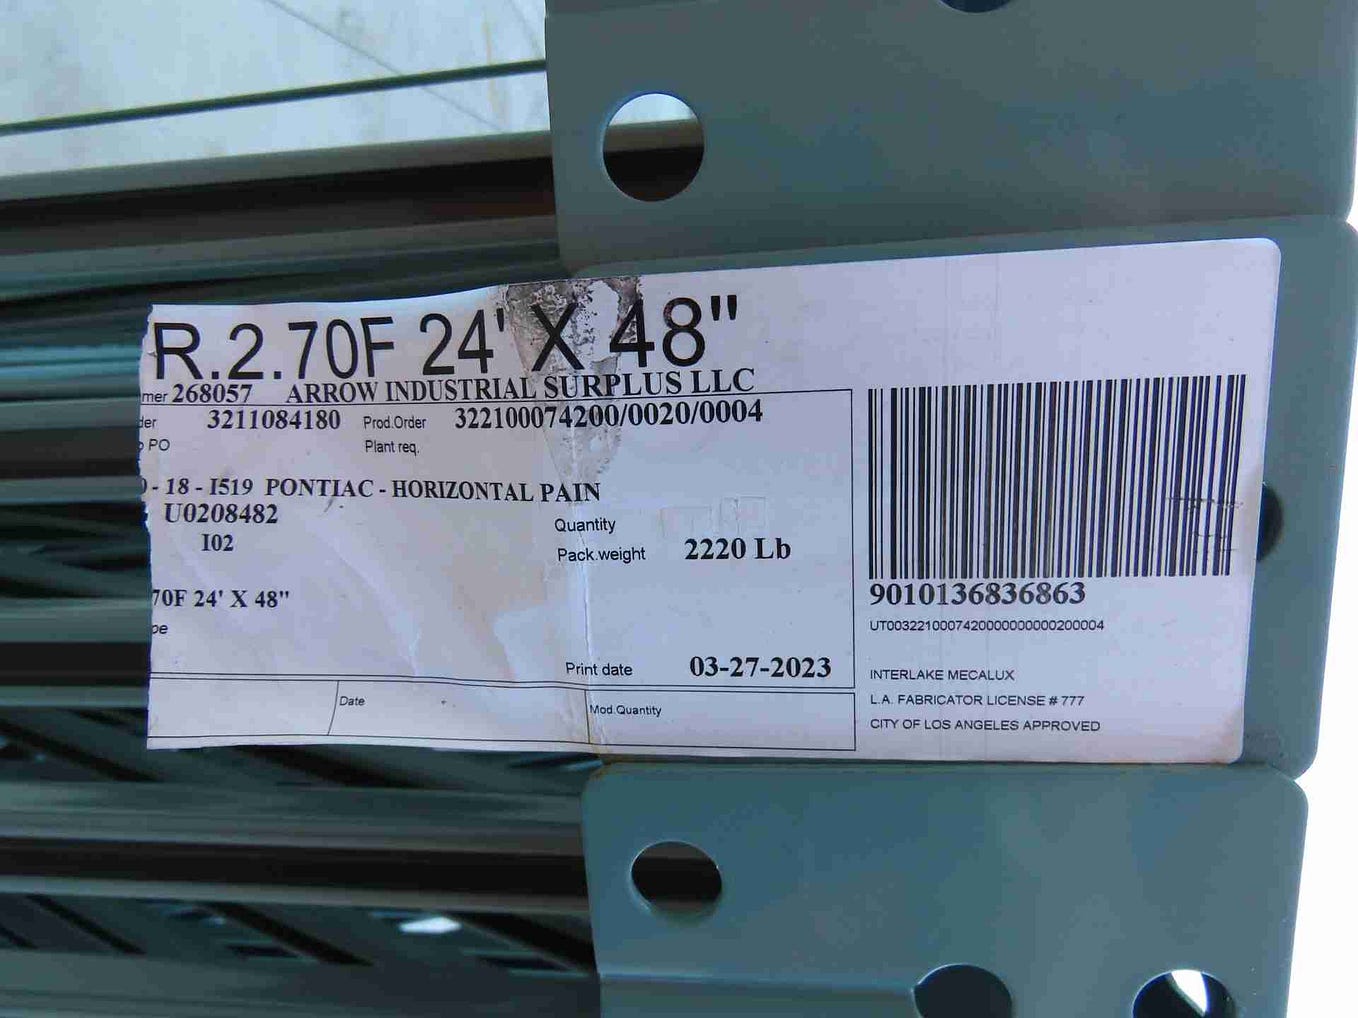 R.2.70F 24' X 48"
mer 268057 ARROW INDUSTRIAL SURPLUS LLC
der 3211084180 Prod.Order 322100074200/0020/0004
PO Plant req.
- 18 - I519 PONTIAC - HORIZONTAL PAIN
U0208482
I02
Quantity
Pack.weight 2220 Lb
70F 24' X 48"
pe
Print date 03-27-2023
Date
Mod.Quantity
9010136836863
UT00322100074200000000000200004
INTERLAKE MECALUX
L.A. FABRICATOR LICENSE # 777
CITY OF LOS ANGELES APPROVED